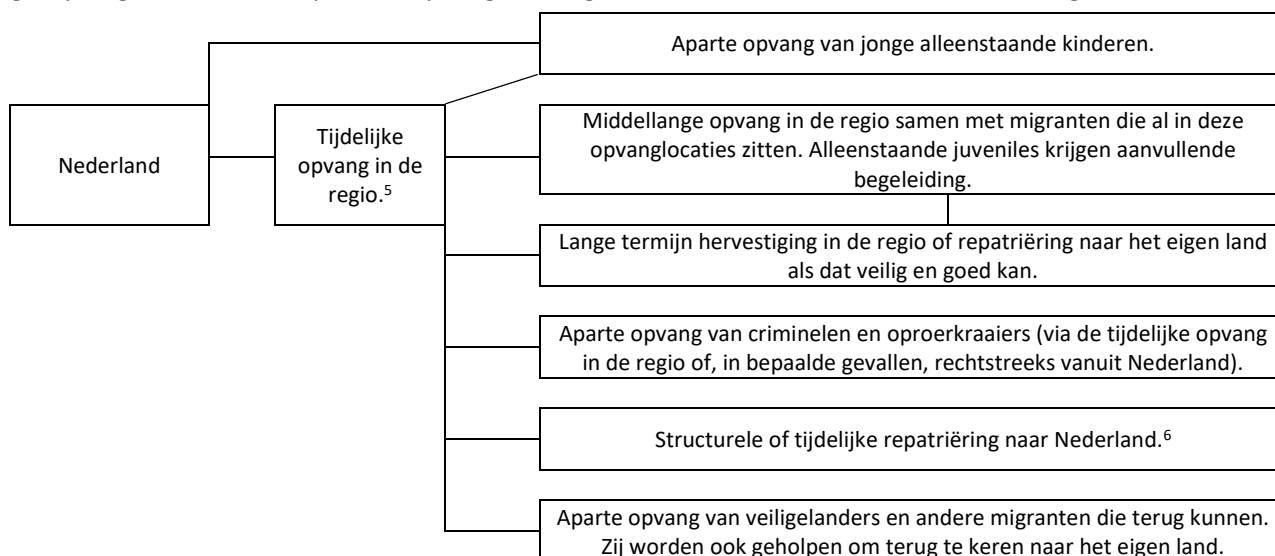 Aparte opvang van jonge alleenstaande kinderen.
Nederland
Tijdelijke
opvang in de
regio.⁵
Middellange opvang in de regio samen met migranten die al in deze
opvanglocaties zitten. Alleenstaande juveniles krijgen aanvullende
begeleiding.
Lange termijn hervestiging in de regio of repatriëring naar het eigen land
als dat veilig en goed kan.
Aparte opvang van criminelen en oproerkraaiers (via de tijdelijke opvang
in de regio of, in bepaalde gevallen, rechtstreeks vanuit Nederland).
Structurele of tijdelijke repatriëring naar Nederland.⁶
Aparte opvang van veiligelanders en andere migranten die terug kunnen.
Zij worden ook geholpen om terug te keren naar het eigen land.